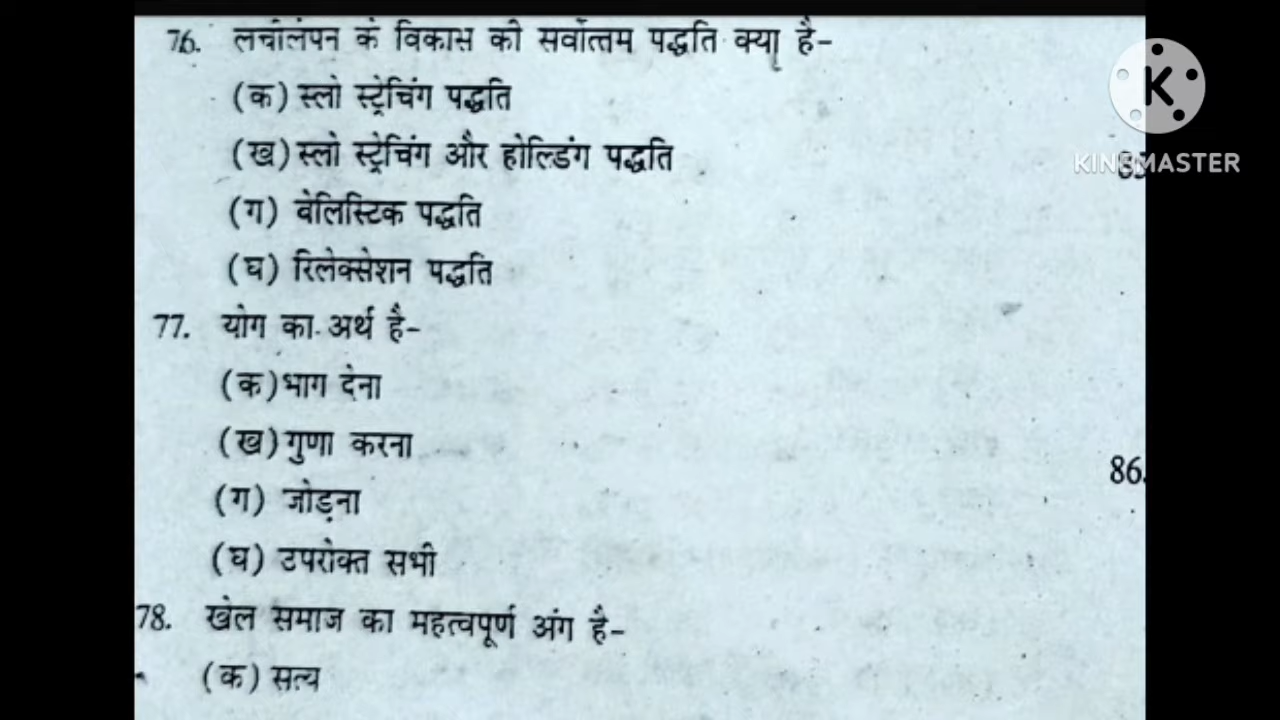 76. लचीलेपन के विकास की सर्वोत्तम पद्धति क्या है-
(क) स्लो स्ट्रेचिंग पद्धति
(ख) स्लो स्ट्रेचिंग और होल्डिंग पद्धति
(ग) वेलिस्टिक पद्धति
(घ) रिलेक्सेशन पद्धति
77. योग का अर्थ है-
(क) भाग देना
(ख) गुणा करना
(ग) जोड़ना
(घ) उपरोक्त सभी
78. खेल समाज का महत्वपूर्ण अंग है-
(क) सत्य
K
KINEMASTER
86.